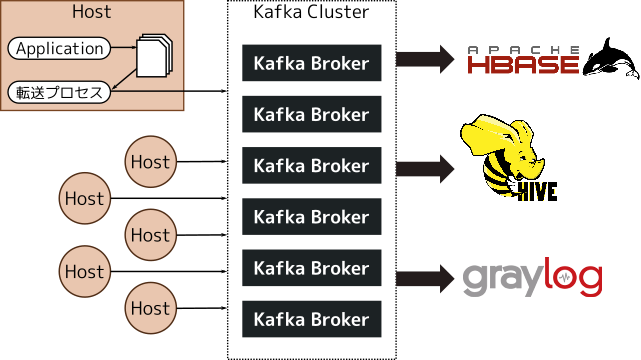 Host
Application
転送プロセス
Host
Host
Host
Host
Host
Kafka Cluster
Kafka Broker
Kafka Broker
Kafka Broker
Kafka Broker
Kafka Broker
Kafka Broker
APACHE
HBASE
HIVE
graylog